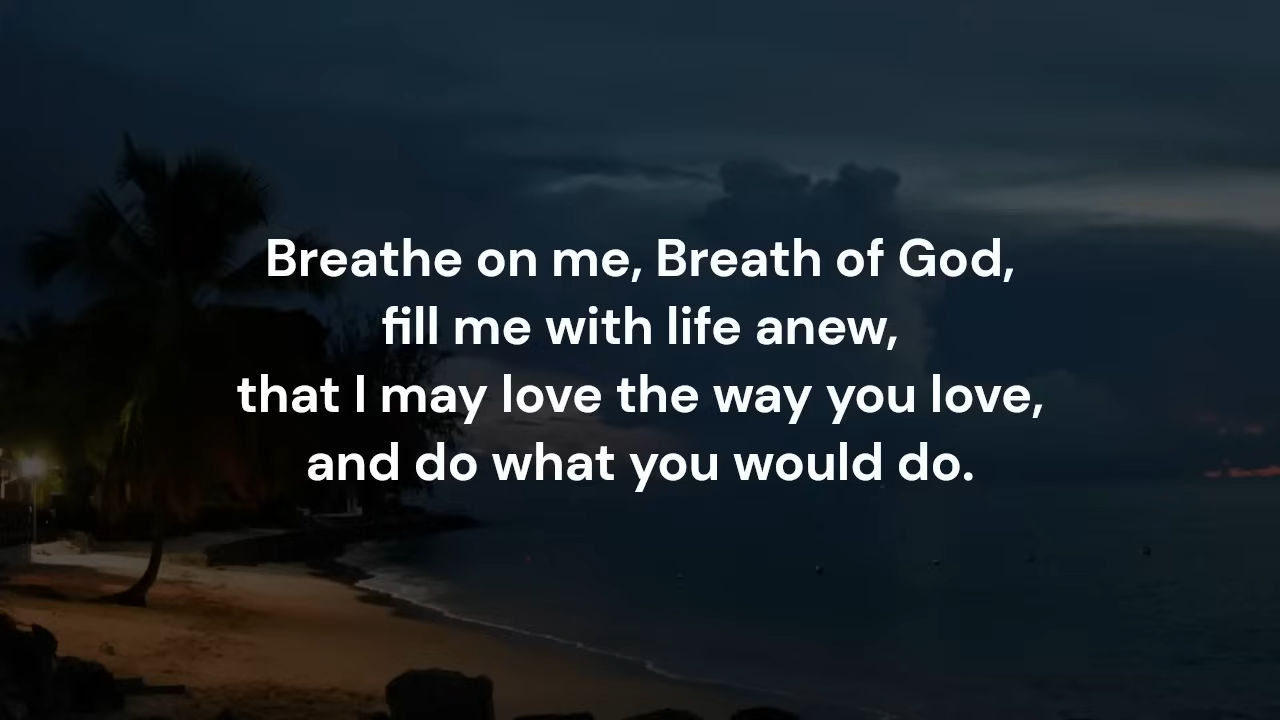 Breathe on me, Breath of God,
fill me with life anew,
that I may love the way you love,
and do what you would do.